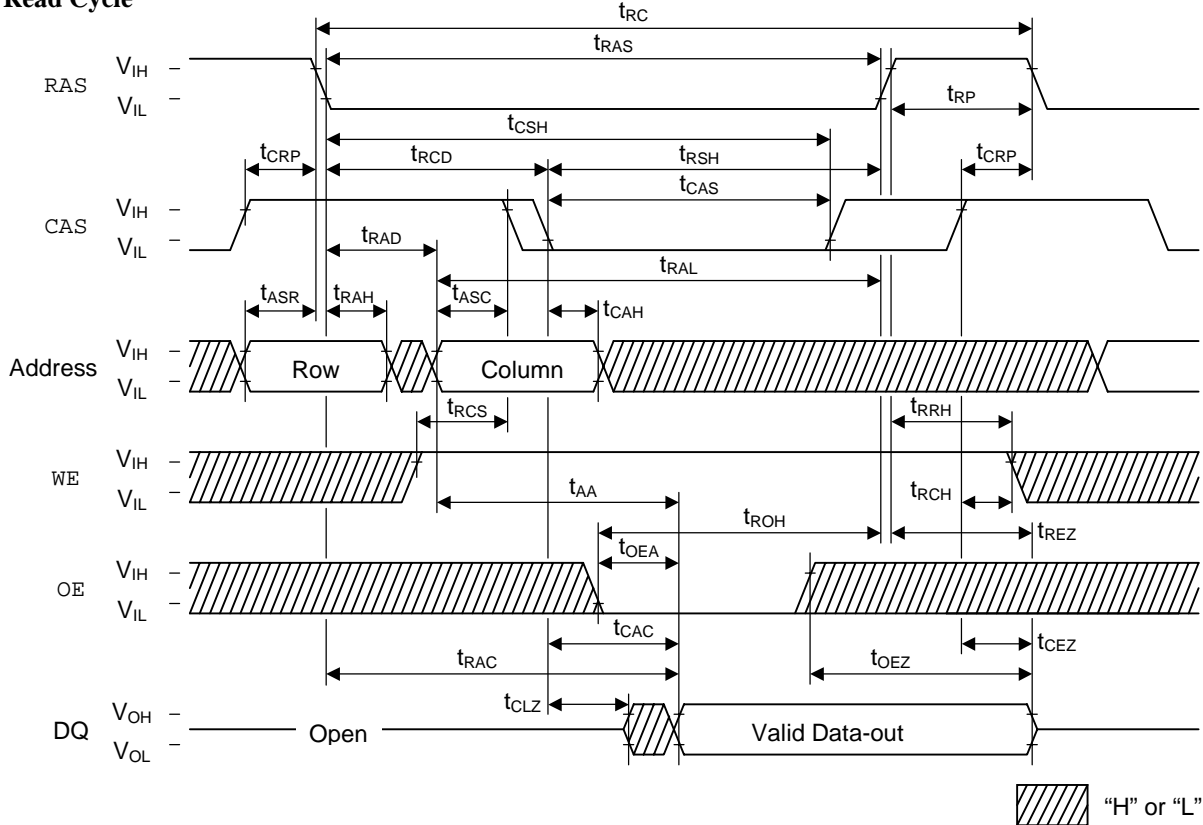 Read Cycle
tRC
tRAS
RAS
VIH
VIL
tRP
tCSH
tCRP
tRCD
tRSH
tCRP
tCAS
CAS
VIH
VIL
tRAD
tRAL
tASR
tRAH
tASC
tCAH
Address
VIH
VIL
Row
Column
tRCS
tRRH
WE
VIH
VIL
tAA
tRCH
tROH
tREZ
tOEA
OE
VIH
VIL
tCAC
tCEZ
tRAC
tOEZ
tCLZ
DQ
VOH
VOL
Open
Valid Data-out
“H” or “L”